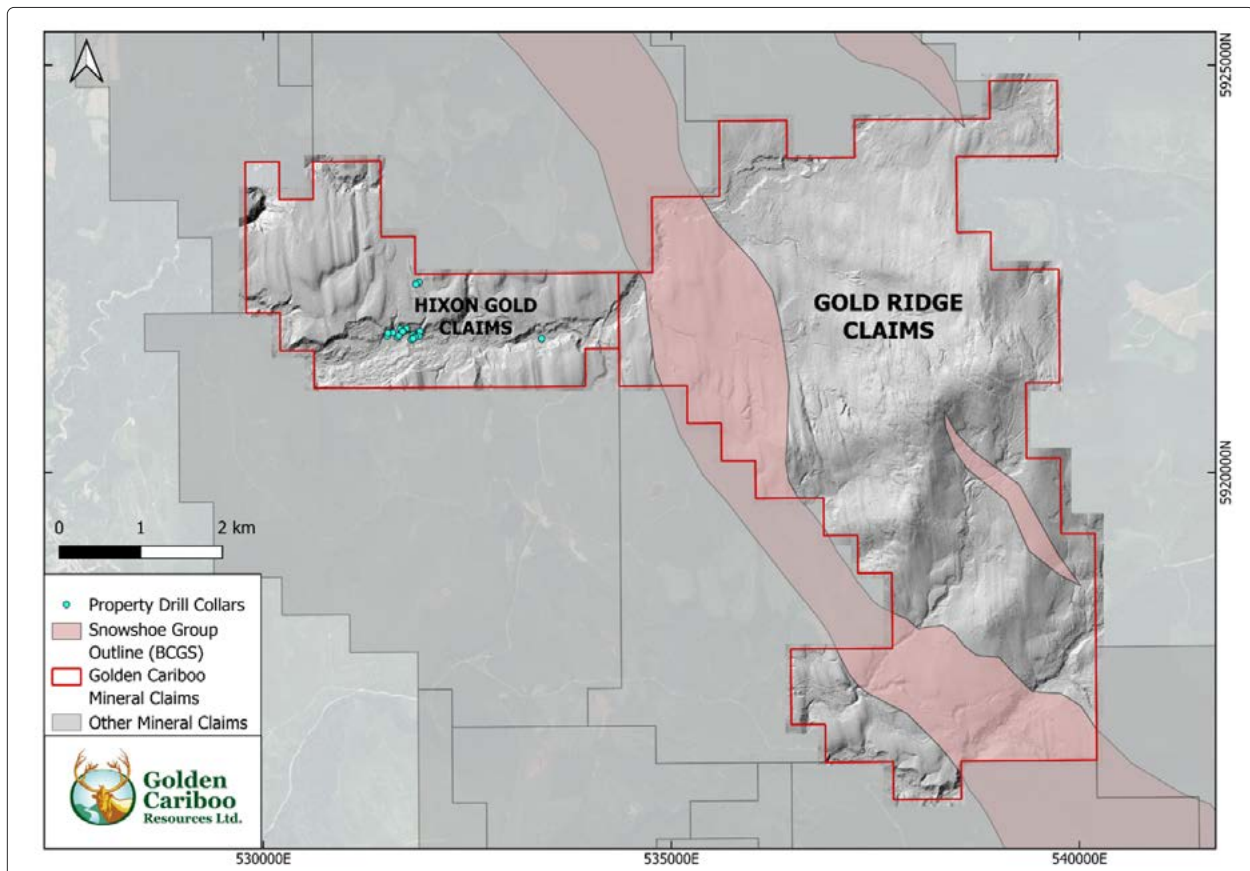 5925000N
HIXON GOLD
CLAIMS
GOLD RIDGE
CLAIMS
5920000N
0 1 2 km
Property Drill Collars
Snowshoe Group
Outline (BCGS)
Golden Cariboo
Mineral Claims
Other Mineral Claims
Golden
Cariboo
Resources Ltd.
530000E 535000E 540000E